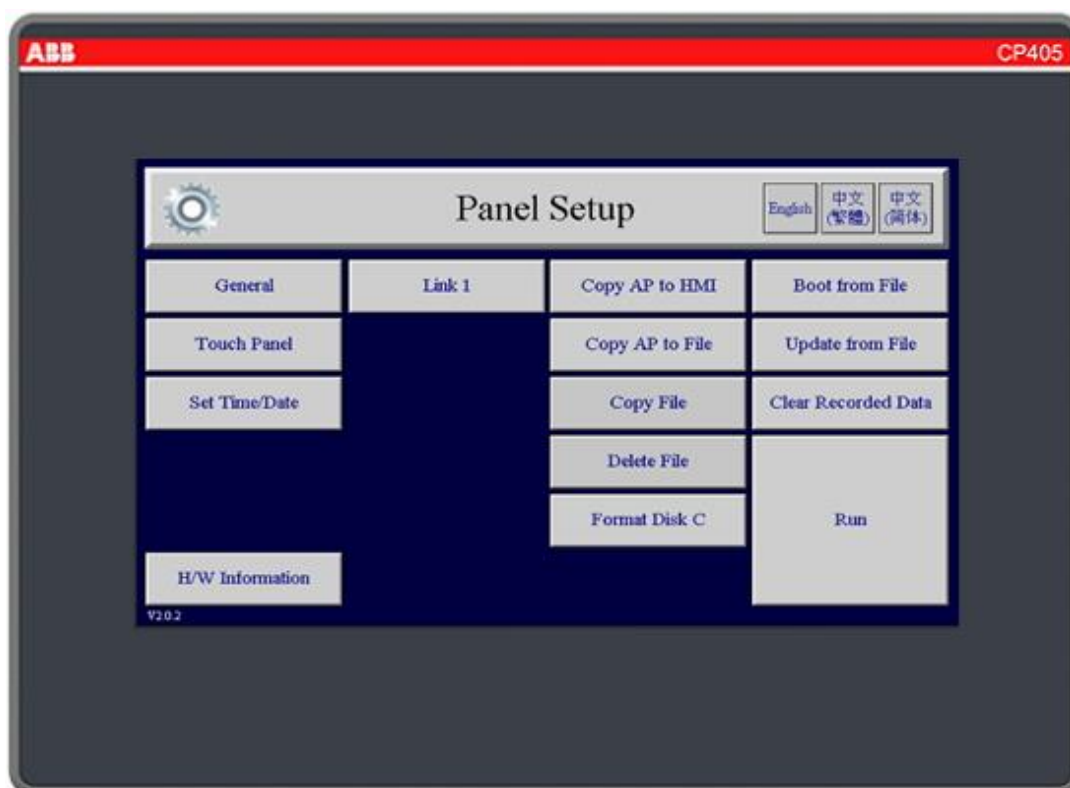 ABB
CP405
Panel Setup
English
中文
(繁體)
中文
(简体)
General
Link 1
Copy AP to HMI
Boot from File
Touch Panel
Copy AP to File
Update from File
Set Time/Date
Copy File
Clear Recorded Data
Delete File
Format Disk C
Run
H/W Information
V2.0.2